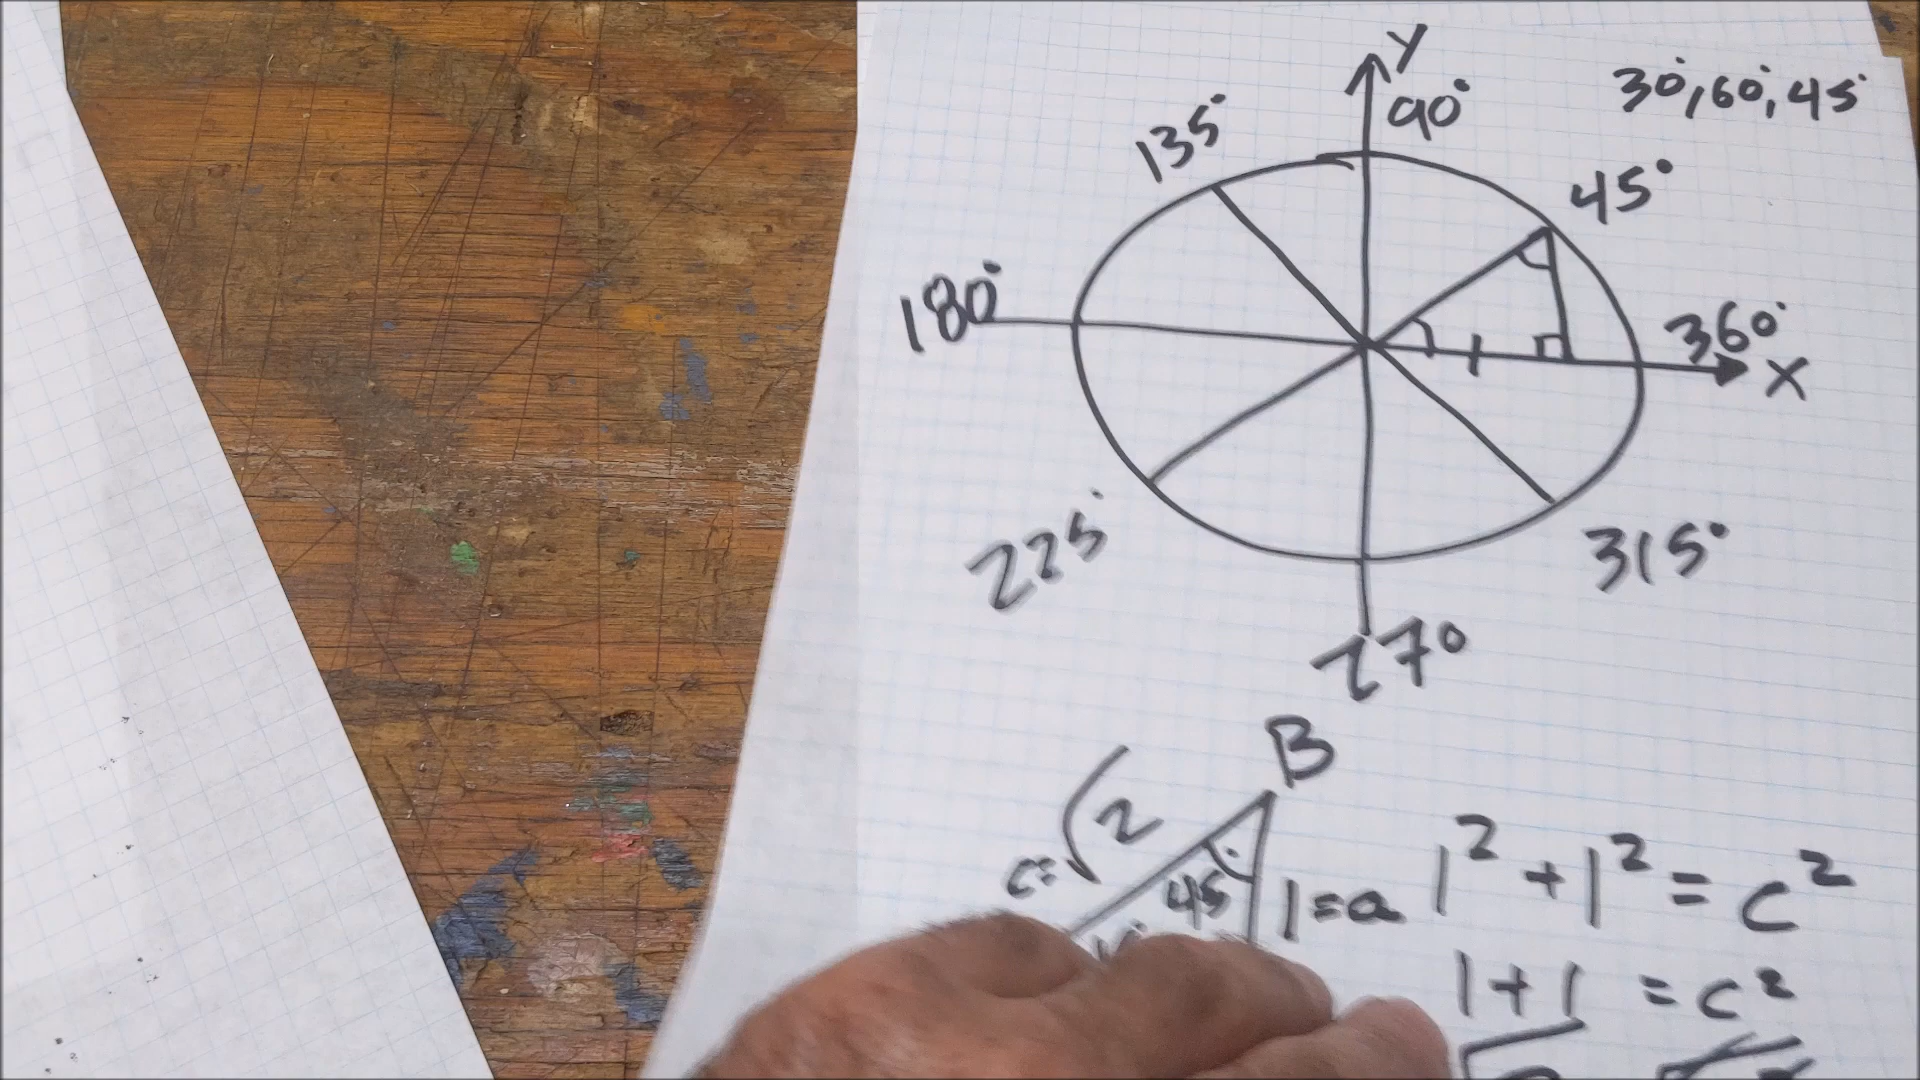 Y
90°
30°, 60°, 45°
135°
45°
180°
360°
X
225°
315°
270
B
c = √2
45
1 = a
1² + 1² = c²
1 + 1 = c²